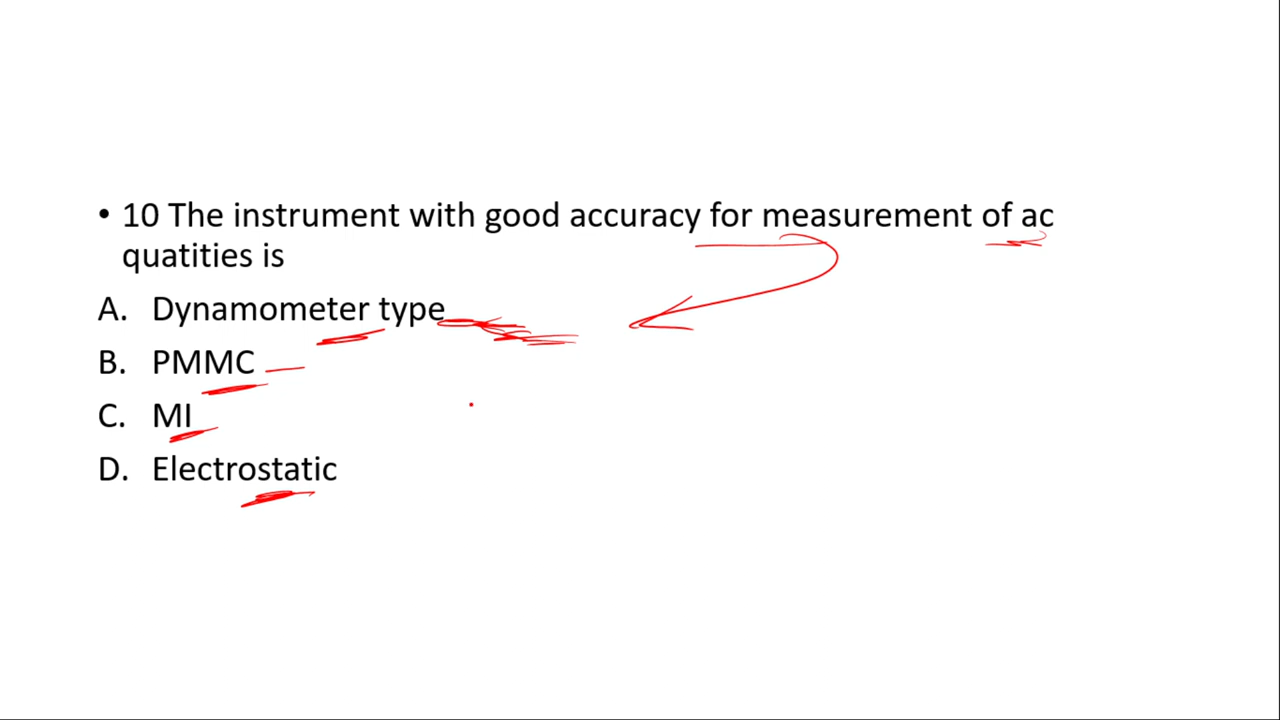 • 10 The instrument with good accuracy for measurement of ac
quatities is
A. Dynamometer type
B. PMMC
C. MI
D. Electrostatic